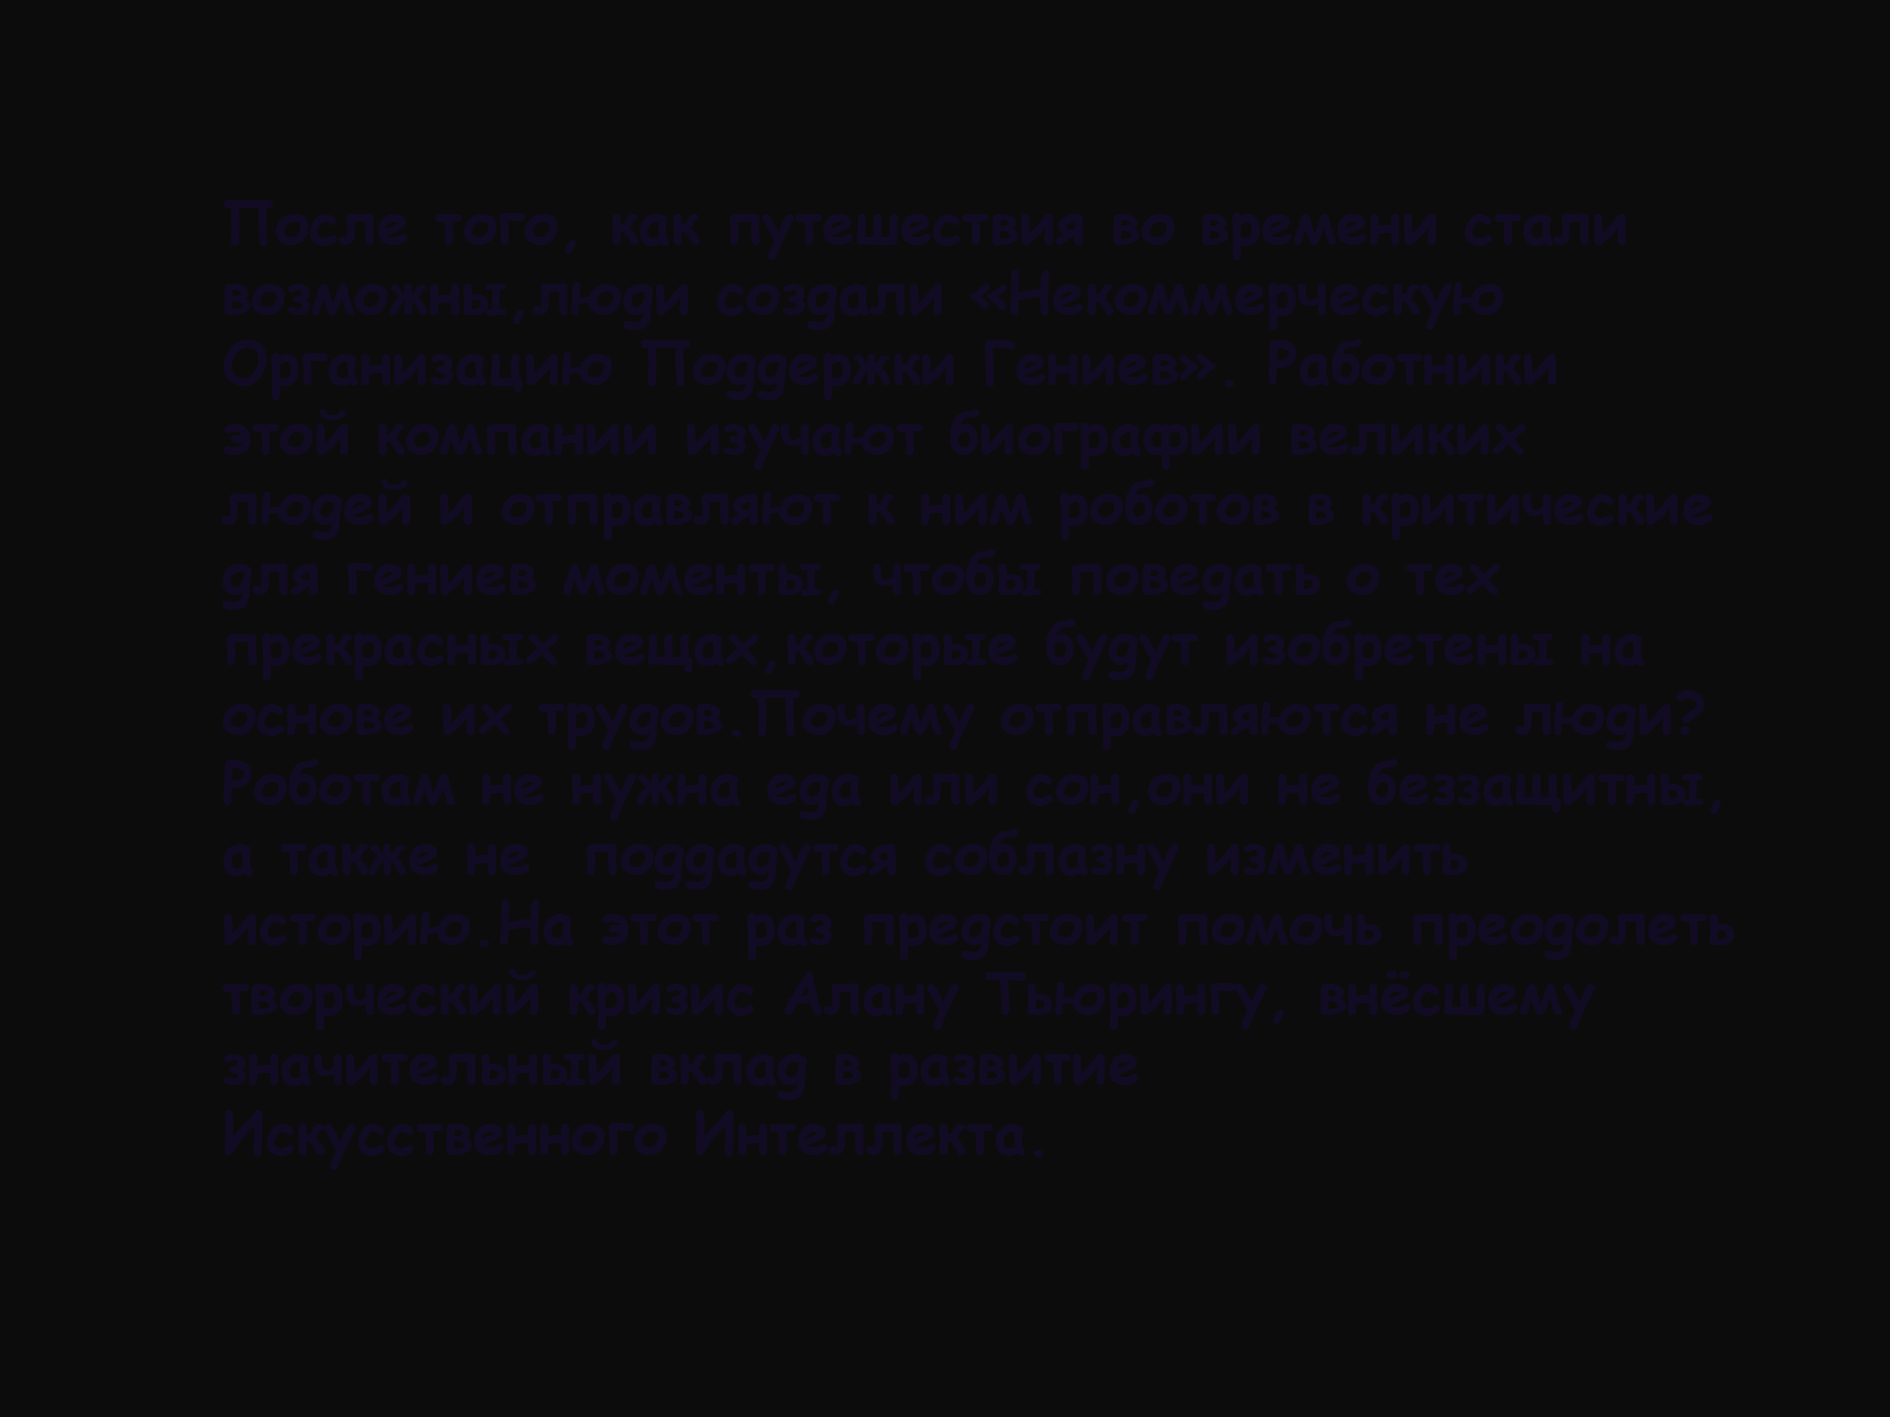 После того, как путешествия во времени стали
возможны,люди создали «Некоммерческую
Организацию Поддержки Гениев». Работники
этой компании изучают биографии великих
людей и отправляют к ним роботов в критические
для гениев моменты, чтобы поведать о тех
прекрасных вещах,которые будут изобретены на
основе их трудов.Почему отправляются не люди?
Роботам не нужна еда или сон,они не беззащитны,
а также не  поддадутся соблазну изменить
историю.На этот раз предстоит помочь преодолеть
творческий кризис Алану Тьюрингу, внёсшему
значительный вклад в развитие
Искусственного Интеллекта.